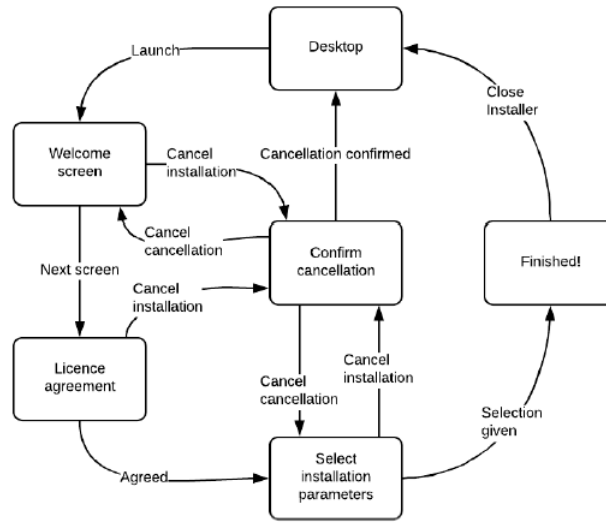 Desktop
Launch
Close
Installer
Welcome
screen
Cancel
installation
Cancellation confirmed
Cancel
cancellation
Confirm
cancellation
Finished!
Next screen
Cancel
installation
Licence
agreement
Cancel
cancellation
Cancel
installation
Selection
given
Agreed
Select
installation
parameters